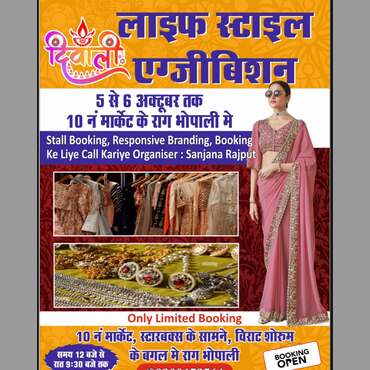 दिवाली
लाइफ स्टाइल
एग्जीबिशन
5 से 6 अक्टूबर तक
10 नं मार्केट के राग भोपाली मे
Stall Booking, Responsive Branding, Booking
Ke Liye Call Kariye Organiser : Sanjana Rajput
Only Limited Booking
10 नं मार्केट, स्टारबक्स के सामने, विराट शोरुम
के बगल मे राग भोपाली
समय 12 बजे से
रात 9:30 बजे तक
BOOKING
OPEN